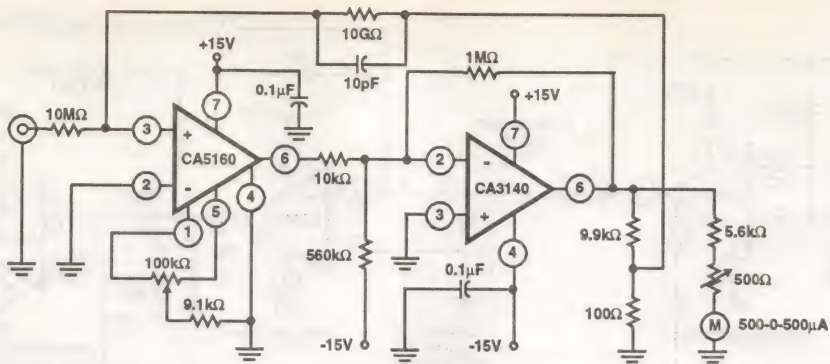 10GΩ
+15V
10pF
1MΩ
0.1µF
+15V
10MΩ
7
7
3
+
CA5160
6
2
-
CA3140
6
2
-
10kΩ
3
+
5
4
1
9.9kΩ
5.6kΩ
4
100kΩ
560kΩ
0.1µF
500Ω
9.1kΩ
100Ω
M
500-0-500µA
-15V
-15V